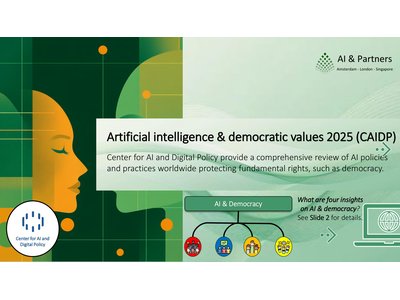 AI & Partners
Amsterdam - London - Singapore
Artificial intelligence & democratic values 2025 (CAIDP)
Center for AI and Digital Policy provide a comprehensive review of AI policies
and practices worldwide protecting fundamental rights, such as democracy.
AI & Democracy
What are four insights
on AI & democracy?
See Slide 2 for details.
Center for AI and
Digital Policy